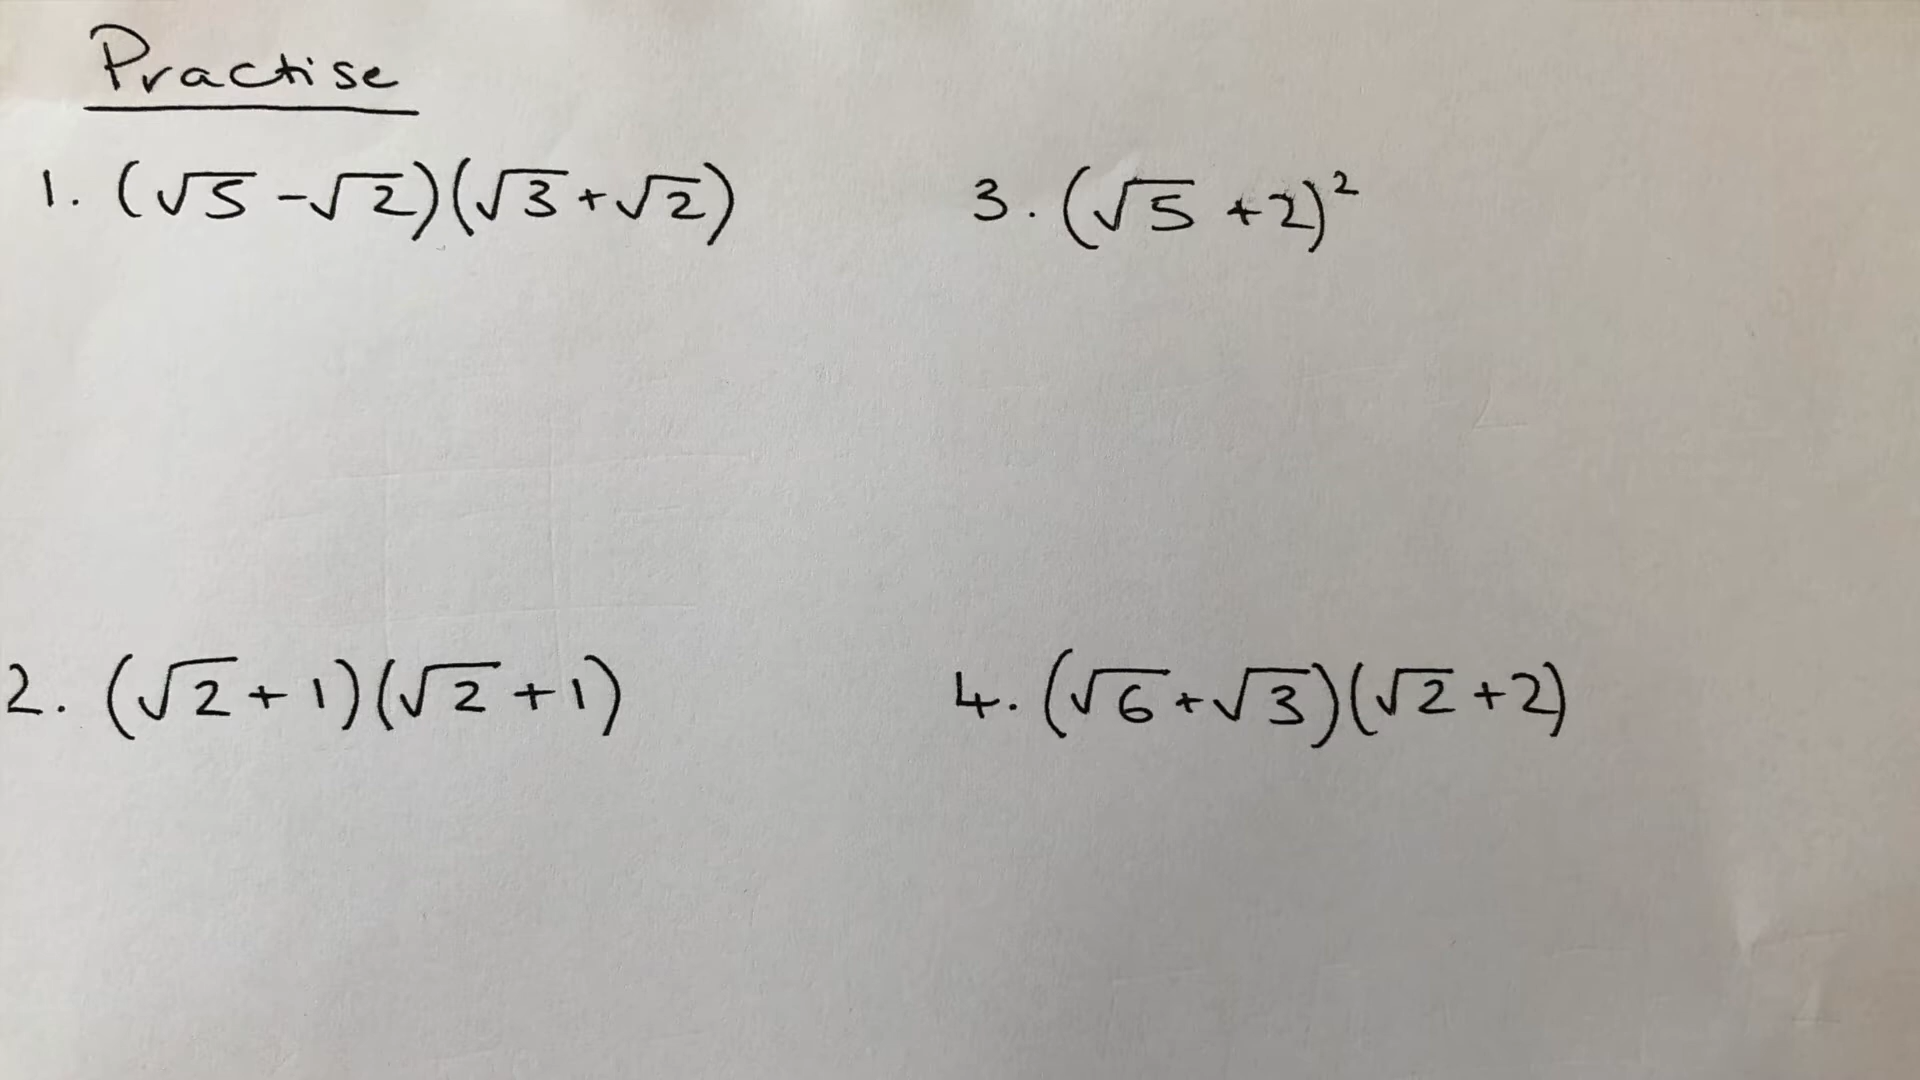 Practise
1. (√5 -√2)(√3+√2)
3. (√5 +2)²
2. (√2+1)(√2+1)
4. (√6+√3)(√2+2)